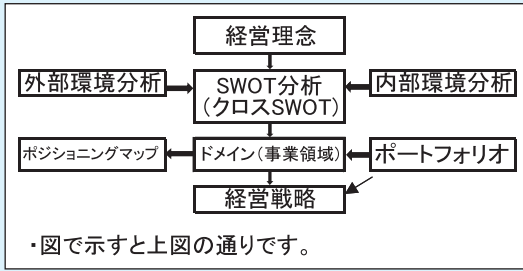 経営理念
外部環境分析
SWOT分析
(クロスSWOT)
内部環境分析
ポジショニングマップ
ドメイン(事業領域)
ポートフォリオ
経営戦略
・図で示すと上図の通りです。